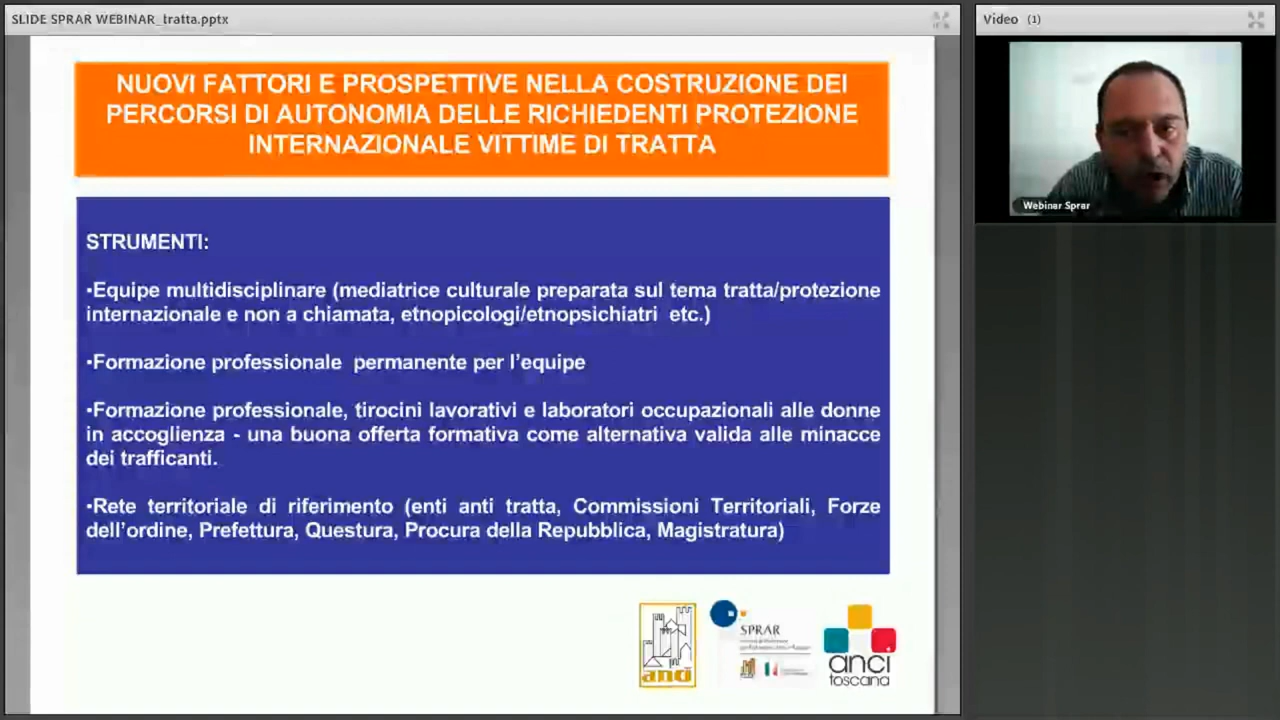 SLIDE SPRAR WEBINAR_tratta.pptx
Video (1)
NUOVI FATTORI E PROSPETTIVE NELLA COSTRUZIONE DEI
PERCORSI DI AUTONOMIA DELLE RICHIEDENTI PROTEZIONE
INTERNAZIONALE VITTIME DI TRATTA
Webinar Sprar
STRUMENTI:
•Equipe multidisciplinare (mediatrice culturale preparata sul tema tratta/protezione
internazionale e non a chiamata, etnopicologi/etnopsichiatri etc.)
•Formazione professionale permanente per l'equipe
•Formazione professionale, tirocini lavorativi e laboratori occupazionali alle donne
in accoglienza - una buona offerta formativa come alternativa valida alle minacce
dei trafficanti.
•Rete territoriale di riferimento (enti anti tratta, Commissioni Territoriali, Forze
dell'ordine, Prefettura, Questura, Procura della Repubblica, Magistratura)
anci
SPRAR
anci
toscana